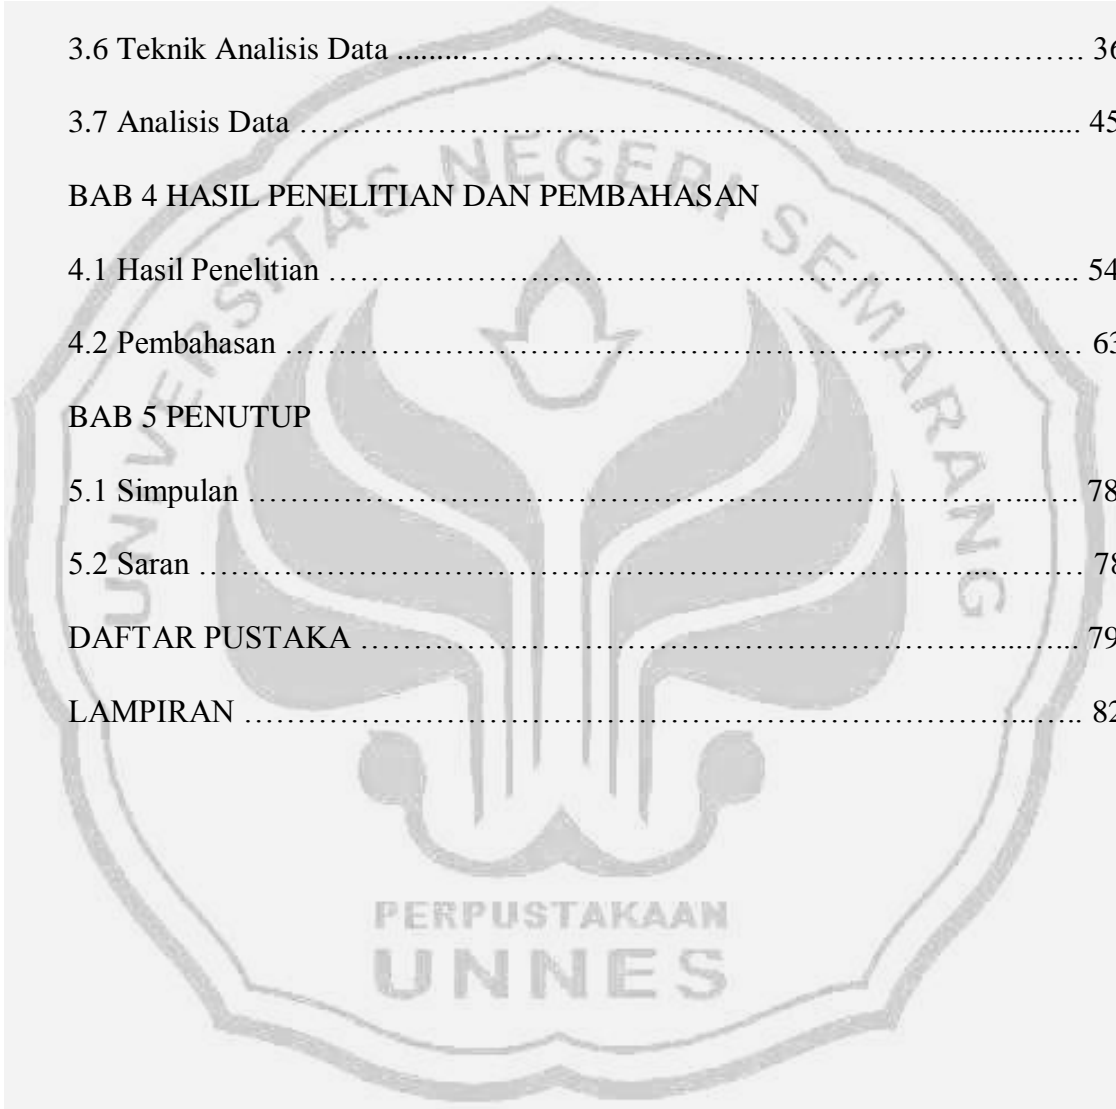 3.6 Teknik Analisis Data ............................................................ 36
3.7 Analisis Data ............................................................ 45
BAB 4 HASIL PENELITIAN DAN PEMBAHASAN
4.1 Hasil Penelitian ............................................................ 54
4.2 Pembahasan ............................................................ 63
BAB 5 PENUTUP
5.1 Simpulan ............................................................ 78
5.2 Saran ............................................................ 78
DAFTAR PUSTAKA ............................................................ 79
LAMPIRAN ............................................................ 82
UNIVERSITAS NEGERI SEMARANG
PERPUSTAKAAN
UNNES